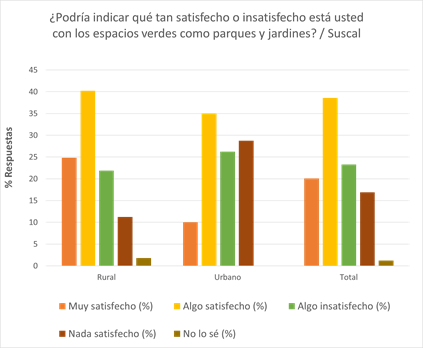 ¿Podría indicar qué tan satisfecho o insatisfecho está usted
con los espacios verdes como parques y jardines? / Suscal
45
40
35
30
25
20
15
10
5
0
% Respuestas
Rural Urbano Total
Muy satisfecho (%) Algo satisfecho (%) Algo insatisfecho (%)
Nada satisfecho (%) No lo sé (%)